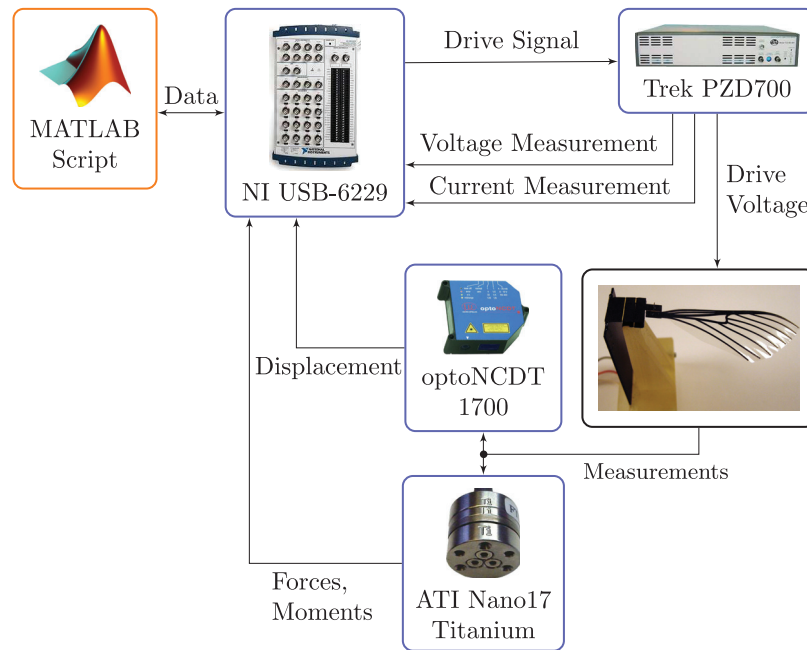 Drive Signal
Trek PZD700
Data
MATLAB
Script
NI USB-6229
Voltage Measurement
Current Measurement
Drive
Voltage
Displacement
optoNCDT
1700
Measurements
Forces,
Moments
ATI Nano17
Titanium